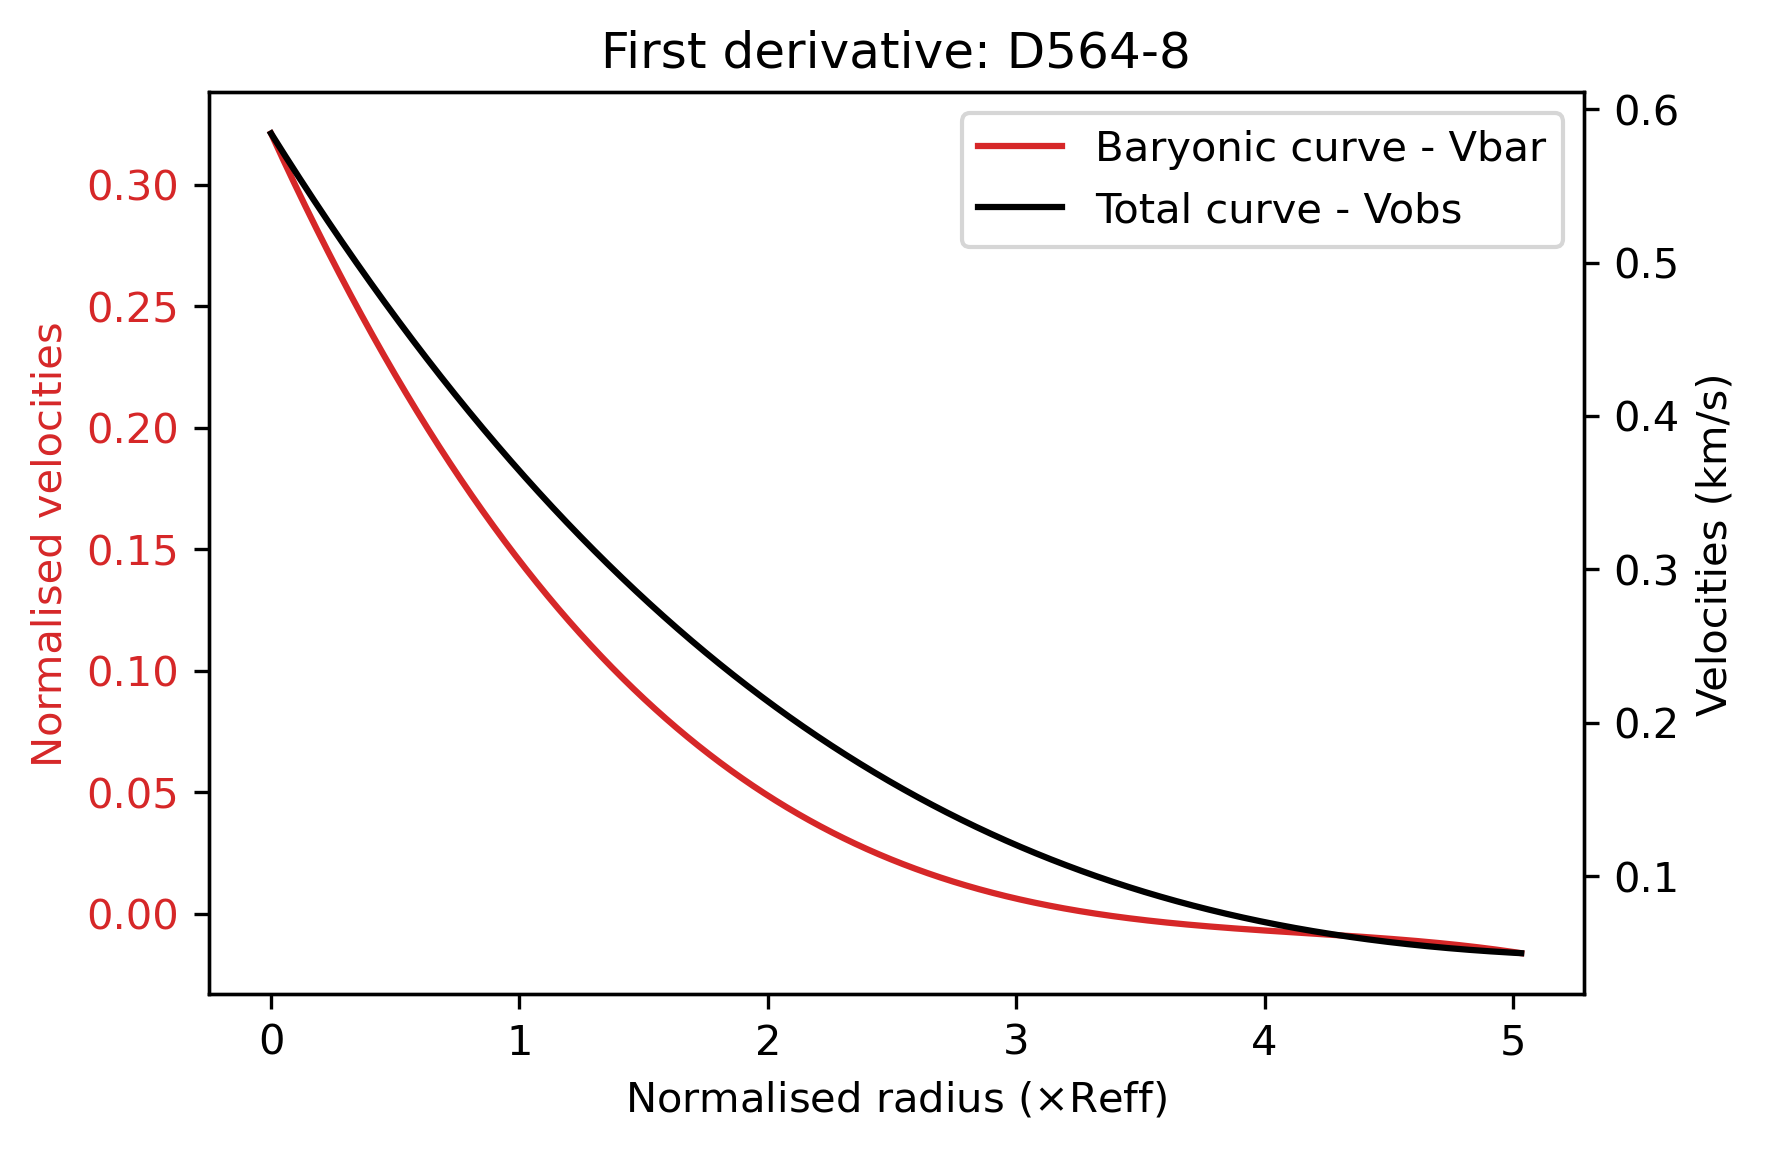 First derivative: D564-8
Baryonic curve - Vbar
Total curve - Vobs
Normalised velocities
0.30
0.25
0.20
0.15
0.10
0.05
0.00
0.6
0.5
0.4
0.3
0.2
0.1
Velocities (km/s)
0 1 2 3 4 5
Normalised radius (×Reff)